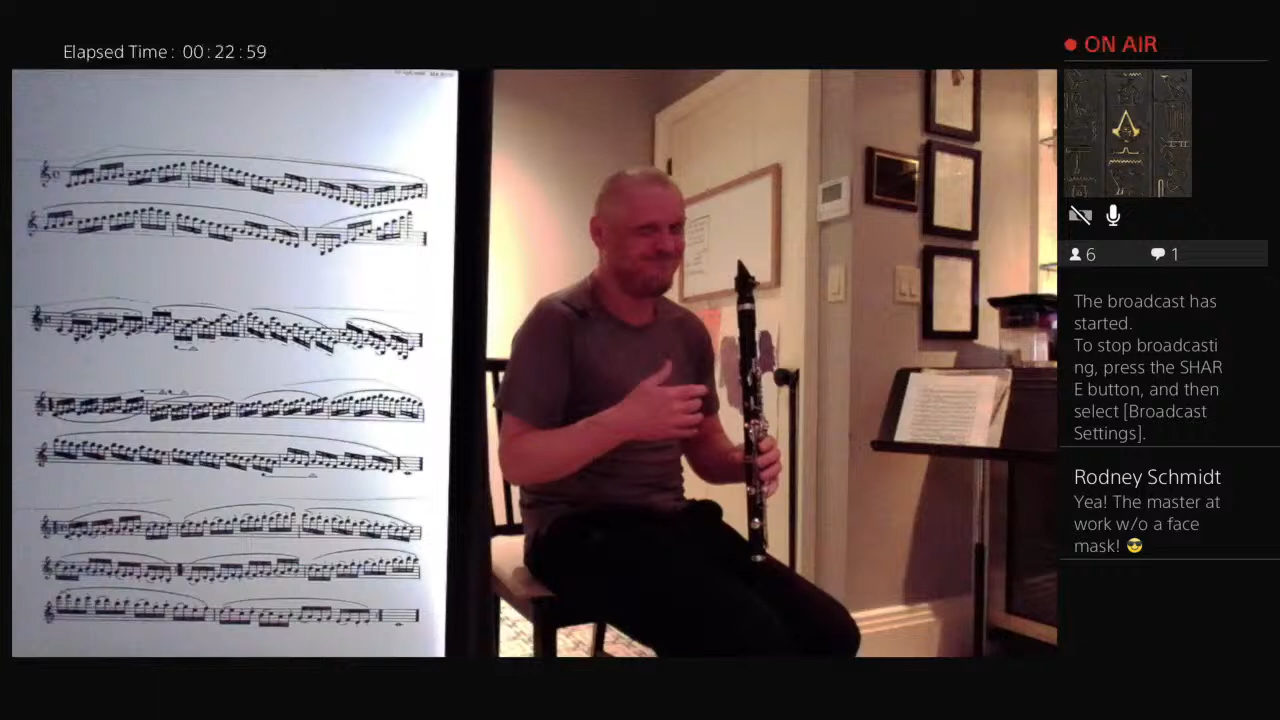 Elapsed Time : 00 : 22 : 59
ON AIR
6
1
The broadcast has
started.
To stop broadcasti
ng, press the SHAR
E button, and then
select [Broadcast
Settings].
Rodney Schmidt
Yea! The master at
work w/o a face
mask! 😎